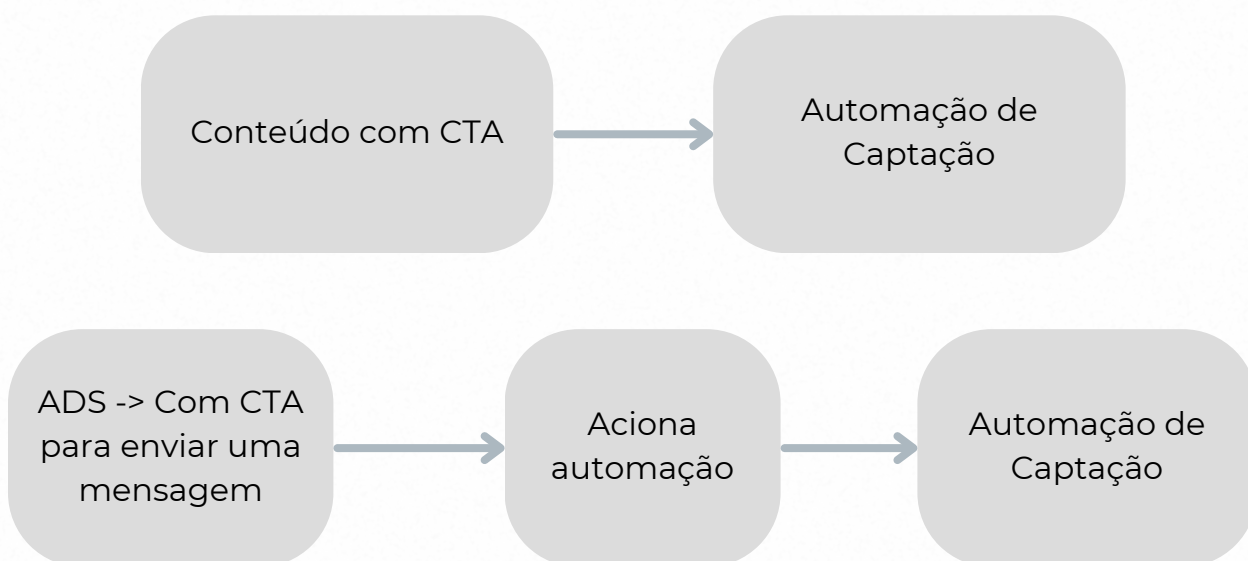 Conteúdo com CTA
Automação de
Captação
ADS -> Com CTA
para enviar uma
mensagem
Aciona
automação
Automação de
Captação